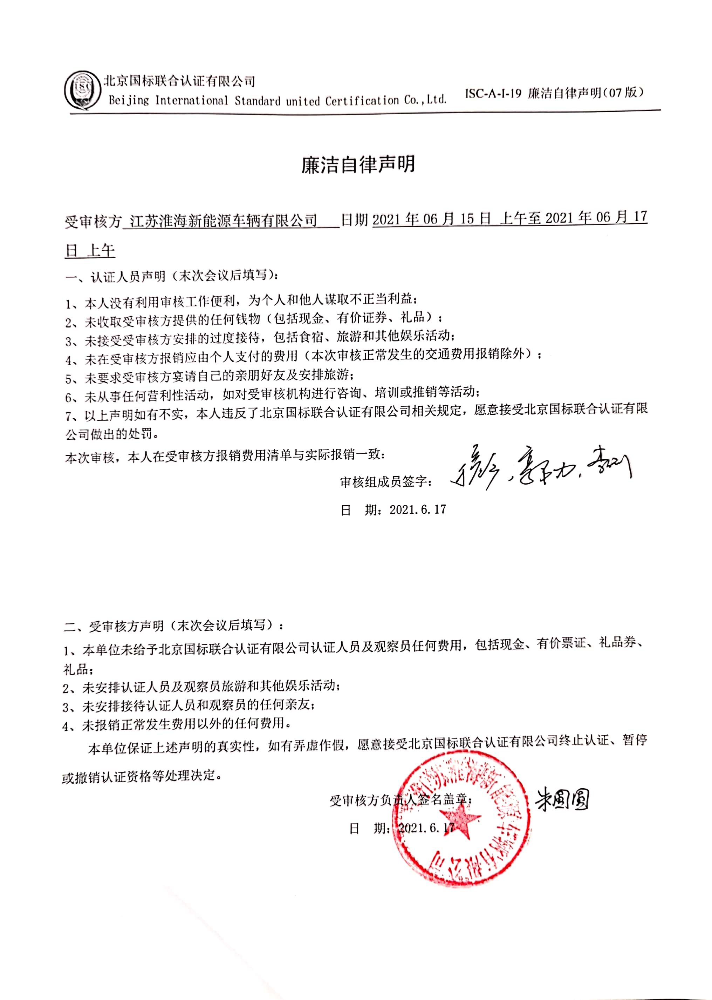 ISC
北京国标联合认证有限公司
Beijing International Standard united Certification Co.,Ltd.
ISC-A-I-19 廉洁自律声明(07版)
廉洁自律声明
受审核方 江苏淮海新能源车辆有限公司 日期 2021 年 06 月 15 日 上午至 2021 年 06 月 17
日 上午
一、认证人员声明（末次会议后填写）：
1、本人没有利用审核工作便利，为个人和他人谋取不正当利益；
2、未收取受审核方提供的任何钱物（包括现金、有价证券、礼品）；
3、未接受受审核方安排的过度接待，包括食宿、旅游和其他娱乐活动；
4、未在受审核方报销应由个人支付的费用（本次审核正常发生的交通费用报销除外）；
5、未要求受审核方宴请自己的亲朋好友及安排旅游；
6、未从事任何营利性活动，如对受审核机构进行咨询、培训或推销等活动；
7、以上声明如有不实，本人违反了北京国标联合认证有限公司相关规定，愿意接受北京国标联合认证有限
公司做出的处罚。
本次审核，本人在受审核方报销费用清单与实际报销一致：
审核组成员签字：
日 期：2021.6.17
二、受审核方声明（末次会议后填写）：
1、本单位未给予北京国标联合认证有限公司认证人员及观察员任何费用，包括现金、有价票证、礼品券、
礼品；
2、未安排认证人员及观察员旅游和其他娱乐活动；
3、未安排接待认证人员和观察员的任何亲友；
4、未报销正常发生费用以外的任何费用。
本单位保证上述声明的真实性，如有弄虚作假，愿意接受北京国标联合认证有限公司终止认证、暂停
或撤销认证资格等处理决定。
受审核方负责人签名盖章： 朱圆圆
日 期：2021.6.17
江苏淮海新能源车辆有限公司